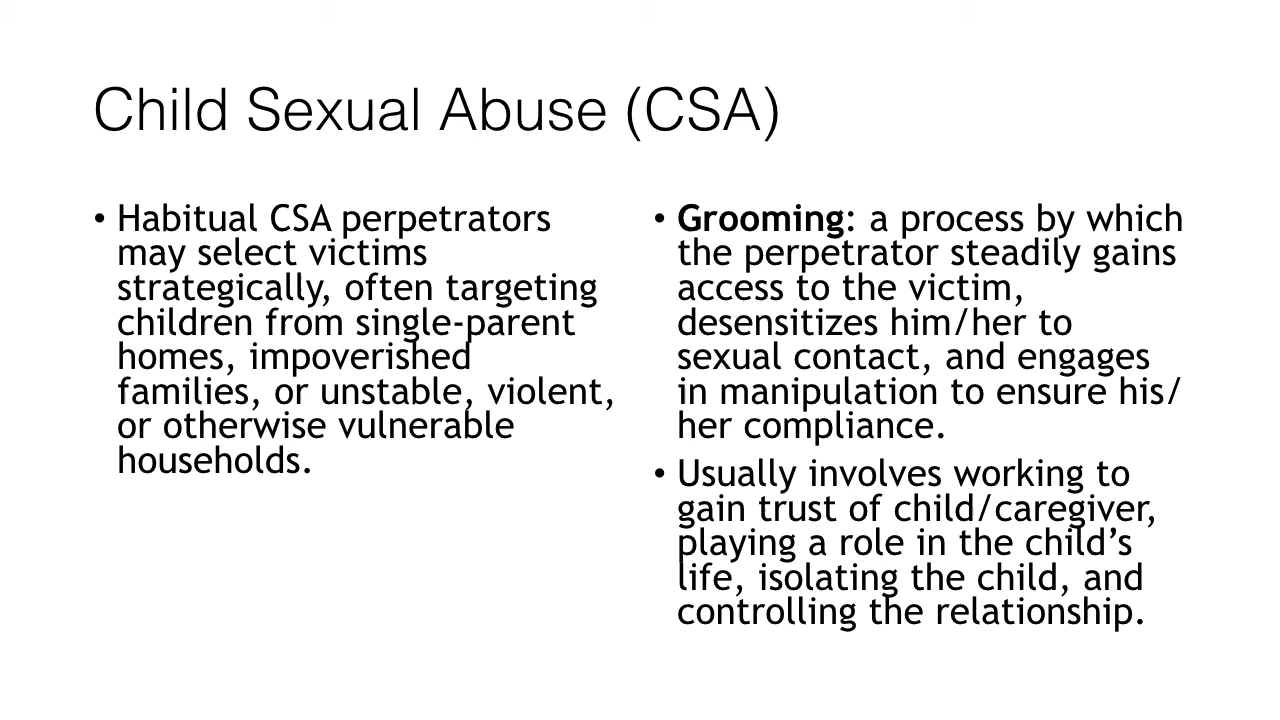 Child Sexual Abuse (CSA)
• Habitual CSA perpetrators
may select victims
strategically, often targeting
children from single-parent
homes, impoverished
families, or unstable, violent,
or otherwise vulnerable
households.
• Grooming: a process by which
the perpetrator steadily gains
access to the victim,
desensitizes him/her to
sexual contact, and engages
in manipulation to ensure his/
her compliance.
• Usually involves working to
gain trust of child/caregiver,
playing a role in the child’s
life, isolating the child, and
controlling the relationship.